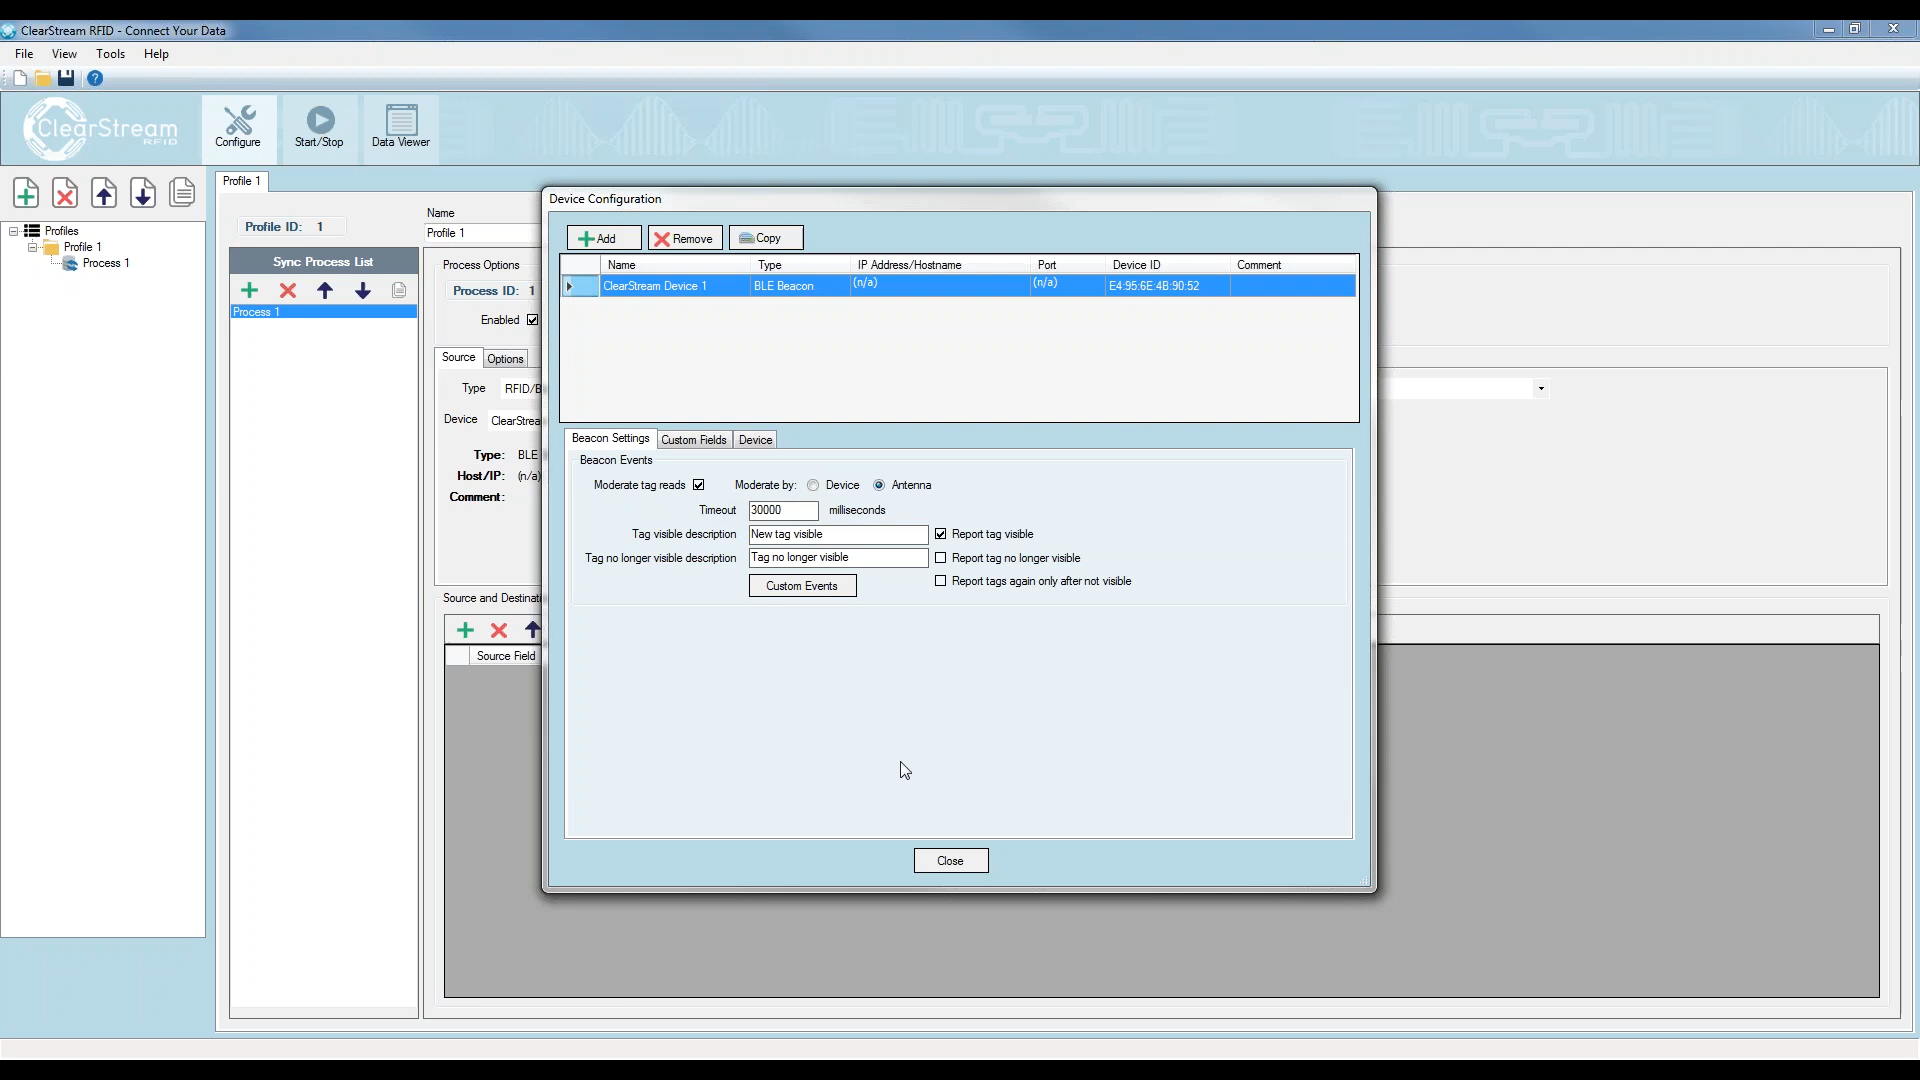 ClearStream RFID - Connect Your Data
File View Tools Help
ClearStream
RFID
Configure
Start/Stop
Data Viewer
Profiles
Profile 1
Process 1
Profile 1
Profile ID: 1
Name
Profile 1
Sync Process List
Process 1
Process Options
Process ID: 1
Enabled
Source Options
Type RFID/B
Device ClearStrea
Type: BLE
Host/IP: (n/a)
Comment:
Source and Destinati
Source Field
Device Configuration
Add Remove Copy
Name Type IP Address/Hostname Port Device ID Comment
ClearStream Device 1 BLE Beacon (n/a) (n/a) E4:95:6E:4B:90:52
Beacon Settings Custom Fields Device
Beacon Events
Moderate tag reads Moderate by: Device Antenna
Timeout 30000 milliseconds
Tag visible description New tag visible Report tag visible
Tag no longer visible description Tag no longer visible Report tag no longer visible
Custom Events Report tags again only after not visible
Close